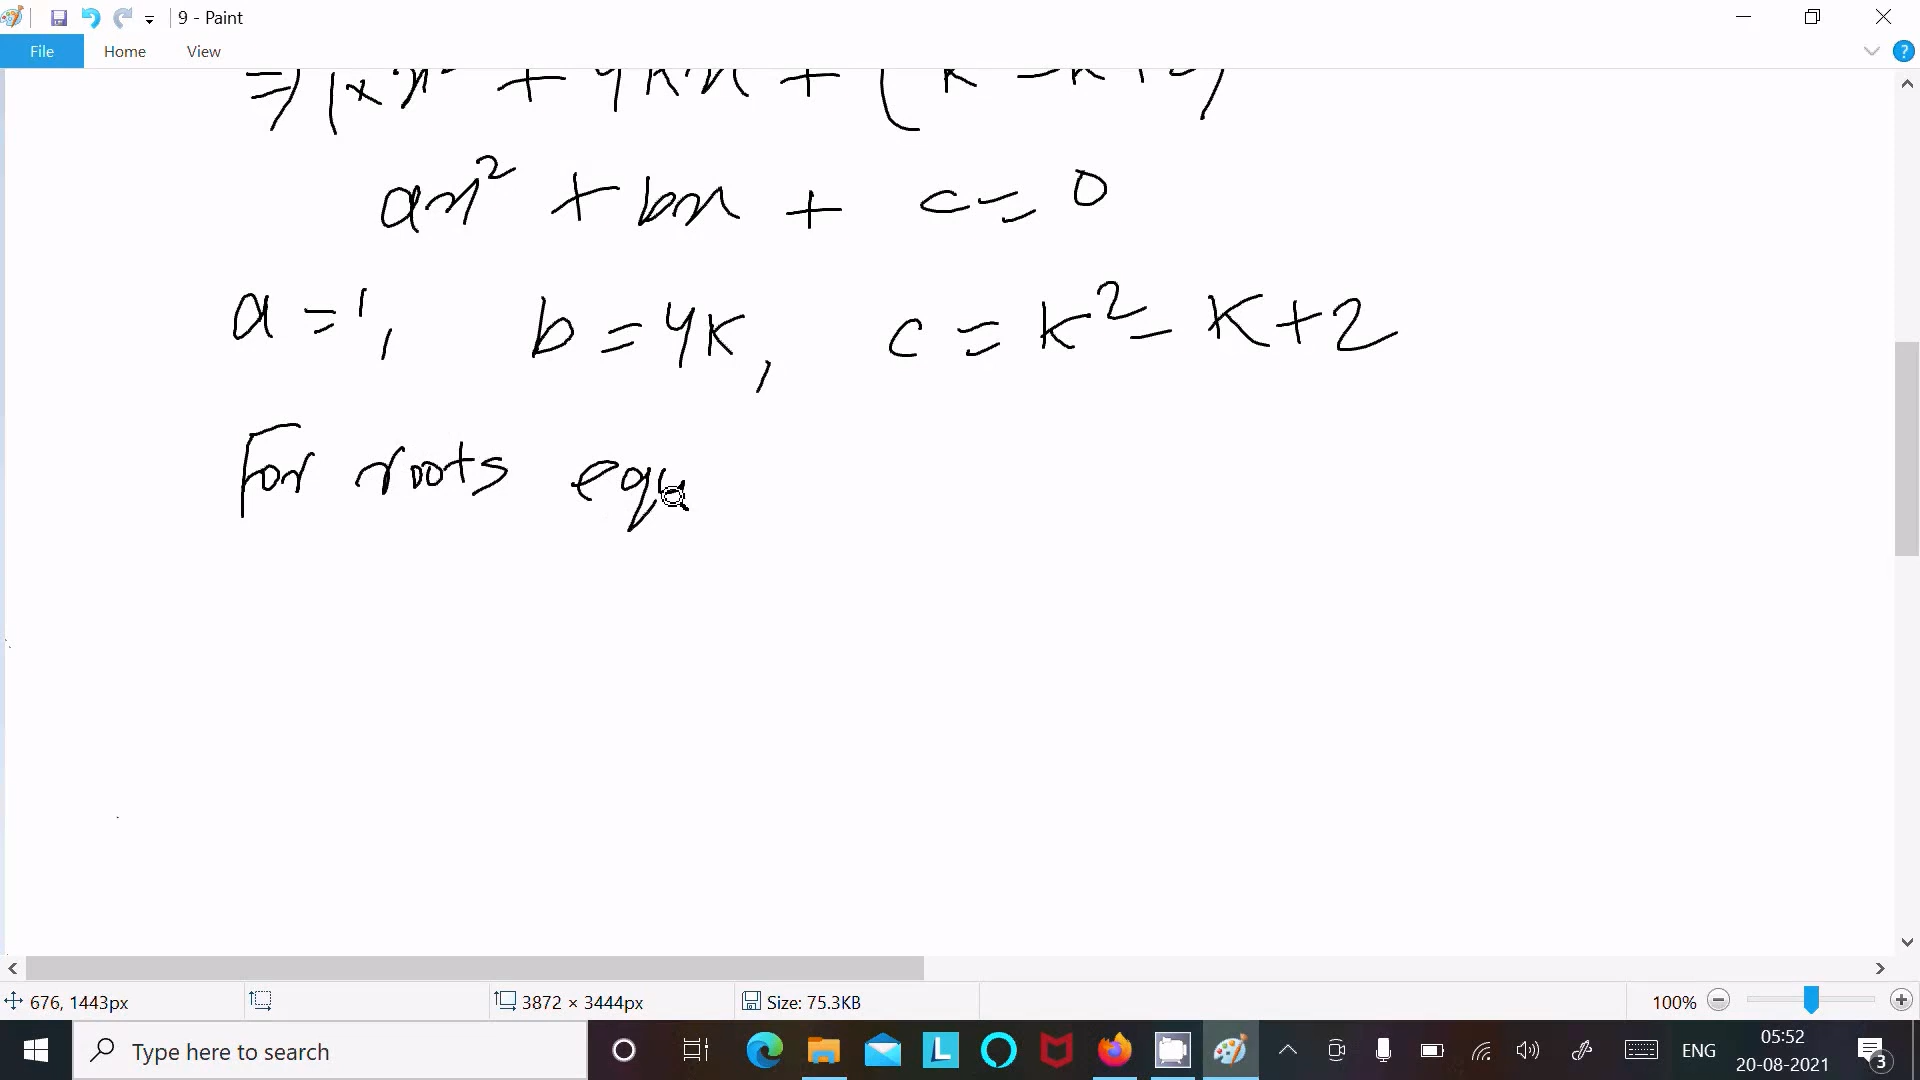 9 - Paint
File Home View
ax² + bx + c = 0
a = 1, b = 4K, c = K² - K + 2
For roots equ
676, 1443px 3872 × 3444px Size: 75.3KB 100%
Type here to search ENG 05:52
20-08-2021 3